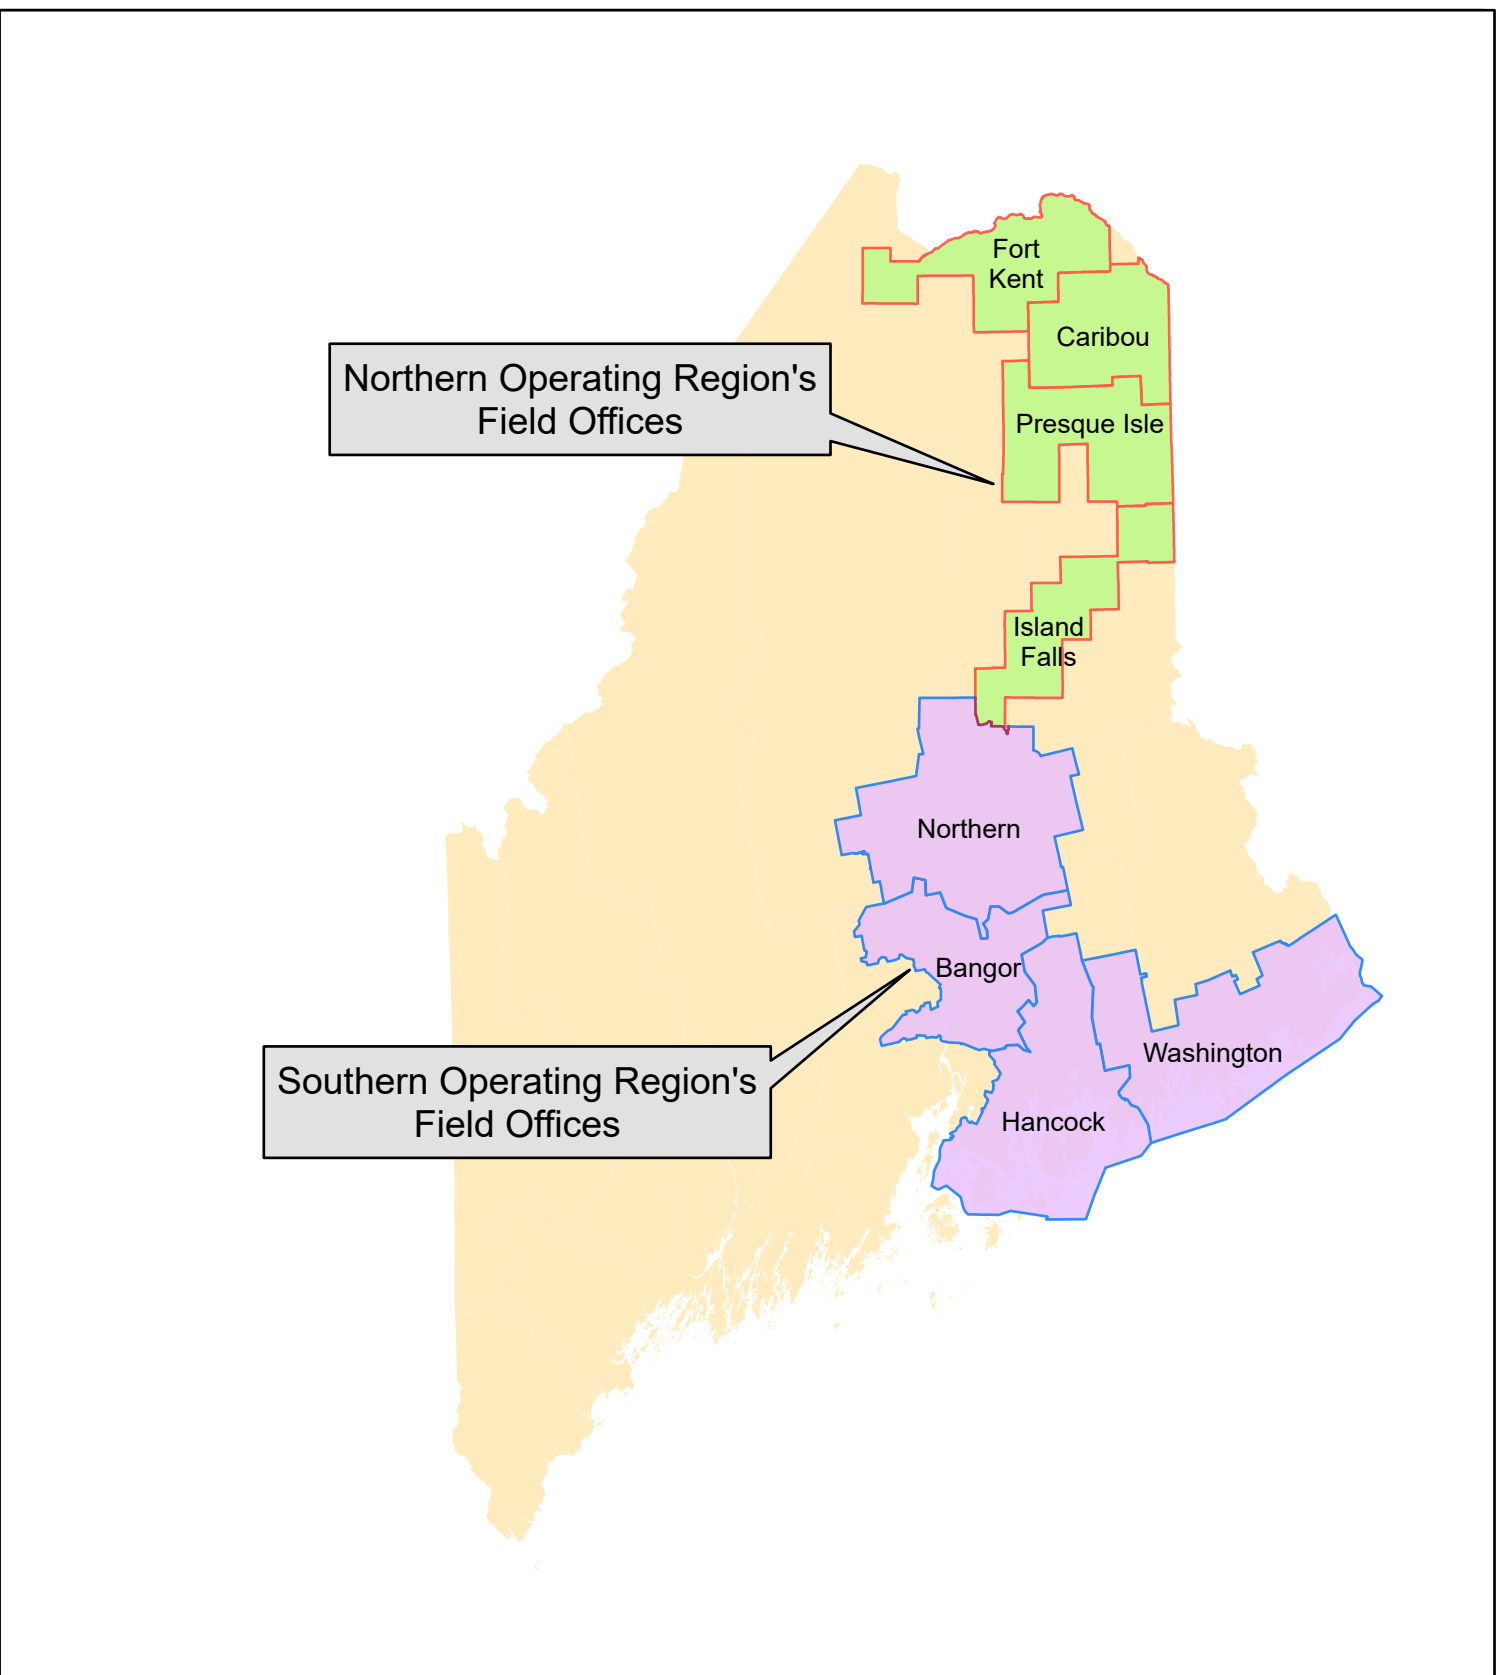 Fort
Kent
Caribou
Northern Operating Region's
Field Offices
Presque Isle
Island
Falls
Northern
Bangor
Washington
Southern Operating Region's
Field Offices
Hancock